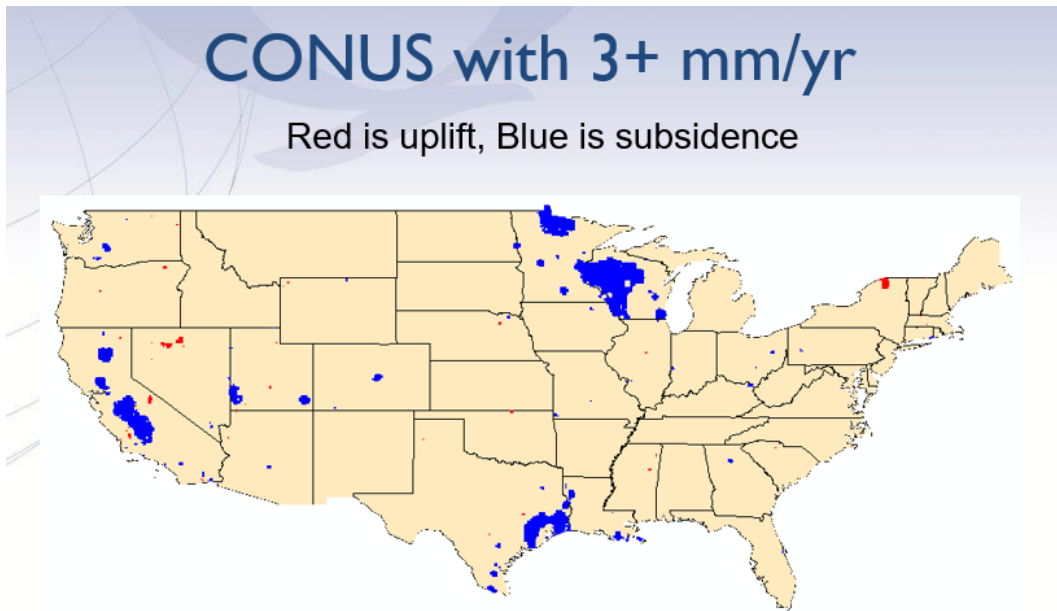 CONUS with 3+ mm/yr
Red is uplift, Blue is subsidence